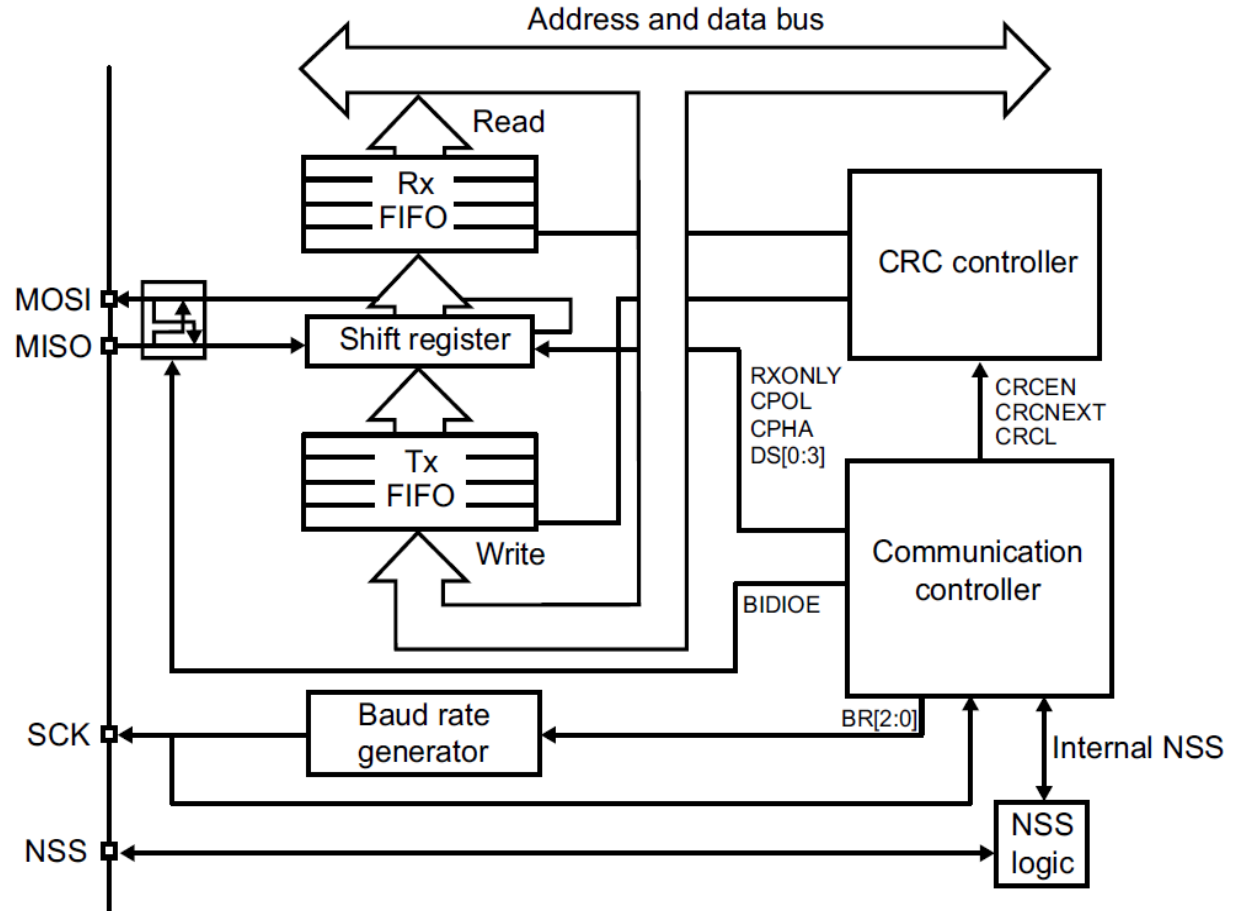 Address and data bus
Read
Rx
FIFO
CRC controller
MOSI
MISO
Shift register
RXONLY
CPOL
CPHA
DS[0:3]
CRCEN
CRCNEXT
CRCL
Tx
FIFO
Write
Communication
controller
BIDIOE
SCK
Baud rate
generator
BR[2:0]
Internal NSS
NSS
NSS
logic